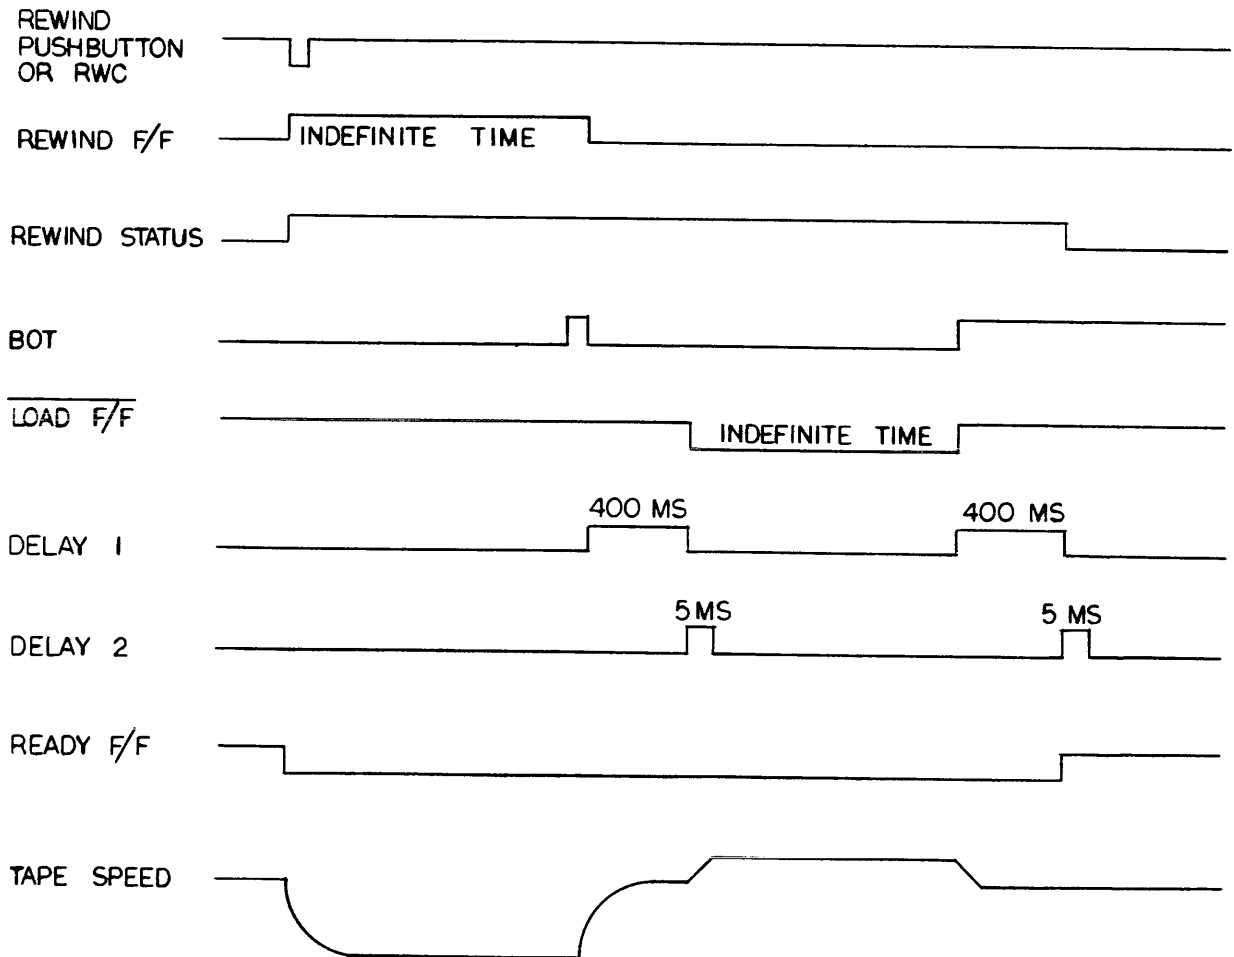 REWIND
PUSHBUTTON
OR RWC
REWIND F/F
INDEFINITE TIME
REWIND STATUS
BOT
LOAD F/F
INDEFINITE TIME
400 MS
400 MS
DELAY 1
5 MS
5 MS
DELAY 2
READY F/F
TAPE SPEED